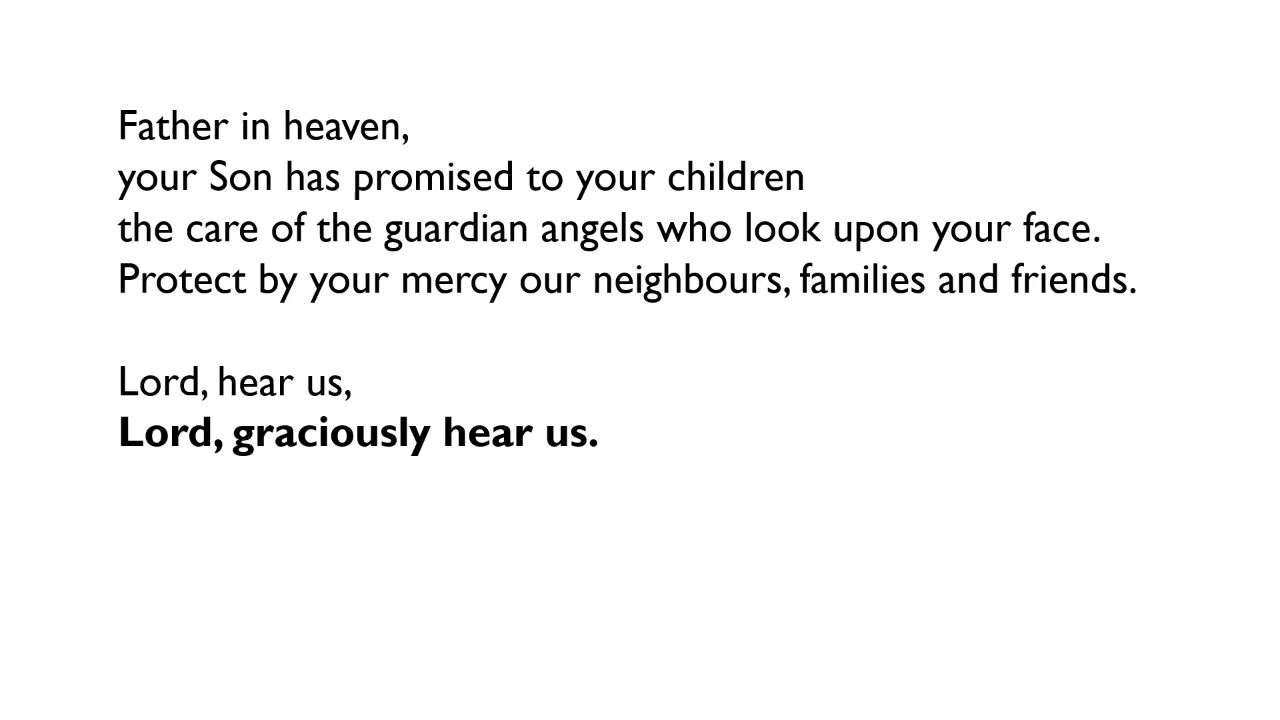 Father in heaven,
your Son has promised to your children
the care of the guardian angels who look upon your face.
Protect by your mercy our neighbours, families and friends.
Lord, hear us,
Lord, graciously hear us.